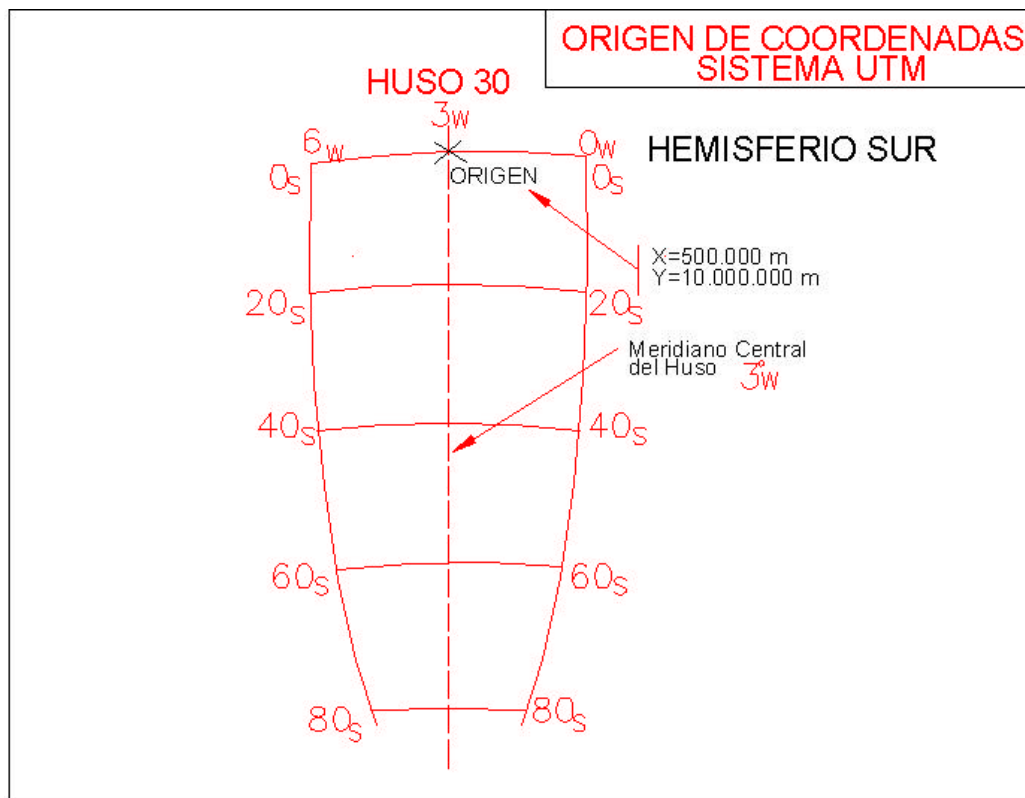 ORIGEN DE COORDENADAS
SISTEMA UTM
HUSO 30
3W
6W
0W
HEMISFERIO SUR
0S
ORIGEN
0S
X=500.000 m
Y=10.000.000 m
20S
20S
Meridiano Central
del Huso 3°W
40S
40S
60S
60S
80S
80S